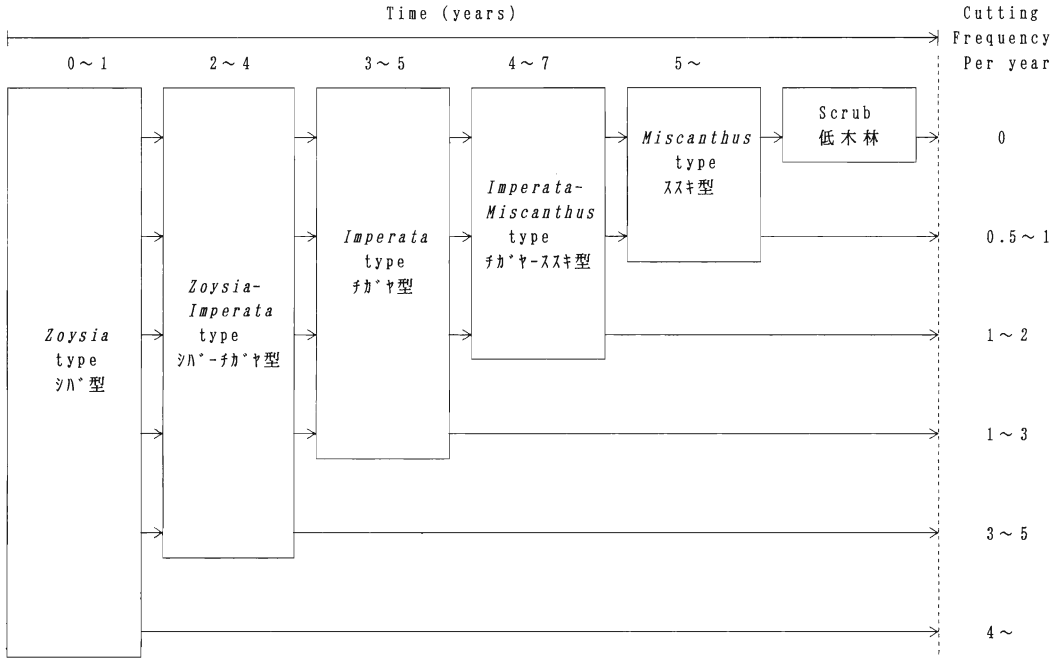 Time (years)
Cutting
Frequency
Per year
0～1
2～4
3～5
4～7
5～
Zoysia
type
ｼﾊﾞ型
Zoysia-
Imperata
type
ｼﾊﾞｰﾁｶﾞﾔ型
Imperata
type
ﾁｶﾞﾔ型
Imperata-
Miscanthus
type
ﾁｶﾞﾔｰｽｽｷ型
Miscanthus
type
ｽｽｷ型
Scrub
低木林
0
0.5～1
1～2
1～3
3～5
4～